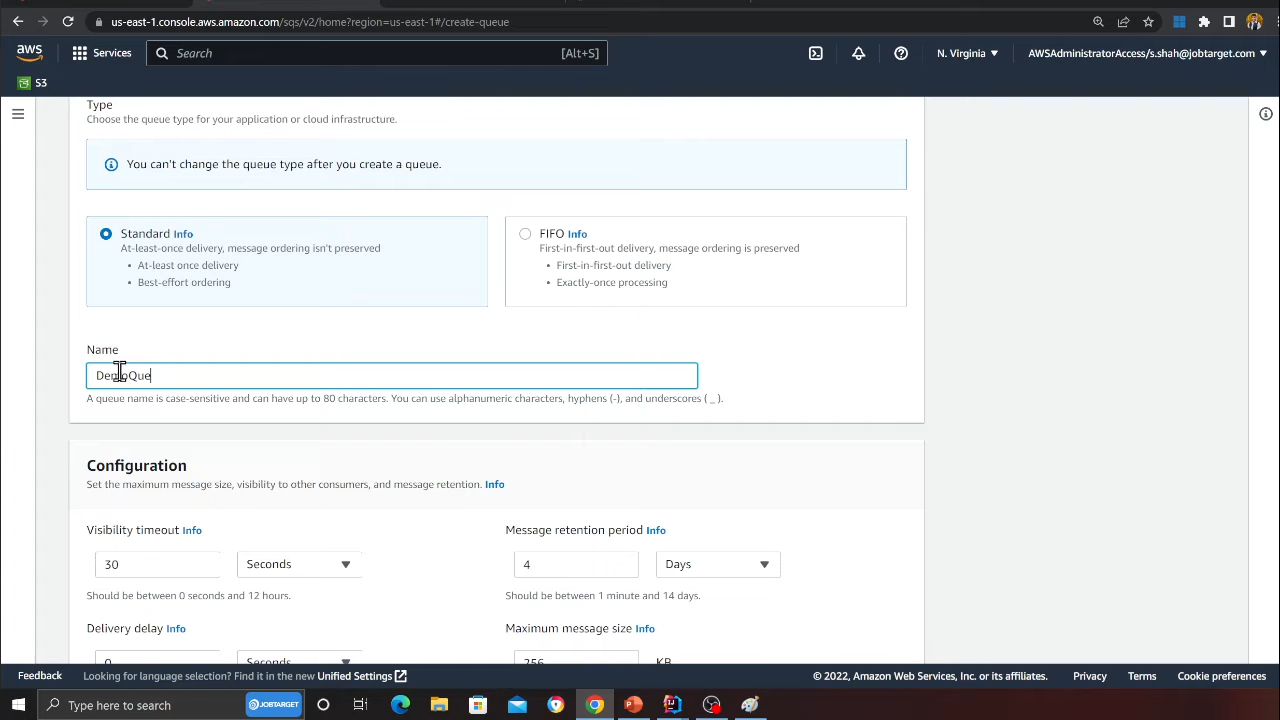 us-east-1.console.aws.amazon.com/sqs/v2/home?region=us-east-1#/create-queue
aws
Services
Search
[Alt+S]
N. Virginia
AWSAdministratorAccess/s.shah@jobtarget.com
S3
Type
Choose the queue type for your application or cloud infrastructure.
You can't change the queue type after you create a queue.
Standard Info
At-least-once delivery, message ordering isn't preserved
• At-least once delivery
• Best-effort ordering
FIFO Info
First-in-first-out delivery, message ordering is preserved
• First-in-first-out delivery
• Exactly-once processing
Name
DemoQue
A queue name is case-sensitive and can have up to 80 characters. You can use alphanumeric characters, hyphens (-), and underscores ( _ ).
Configuration
Set the maximum message size, visibility to other consumers, and message retention. Info
Visibility timeout Info
30
Seconds
Should be between 0 seconds and 12 hours.
Message retention period Info
4
Days
Should be between 1 minute and 14 days.
Delivery delay Info
0
Seconds
Maximum message size Info
256
KB
Feedback
Looking for language selection? Find it in the new Unified Settings
© 2022, Amazon Web Services, Inc. or its affiliates.
Privacy
Terms
Cookie preferences
Type here to search
JOBTARGET